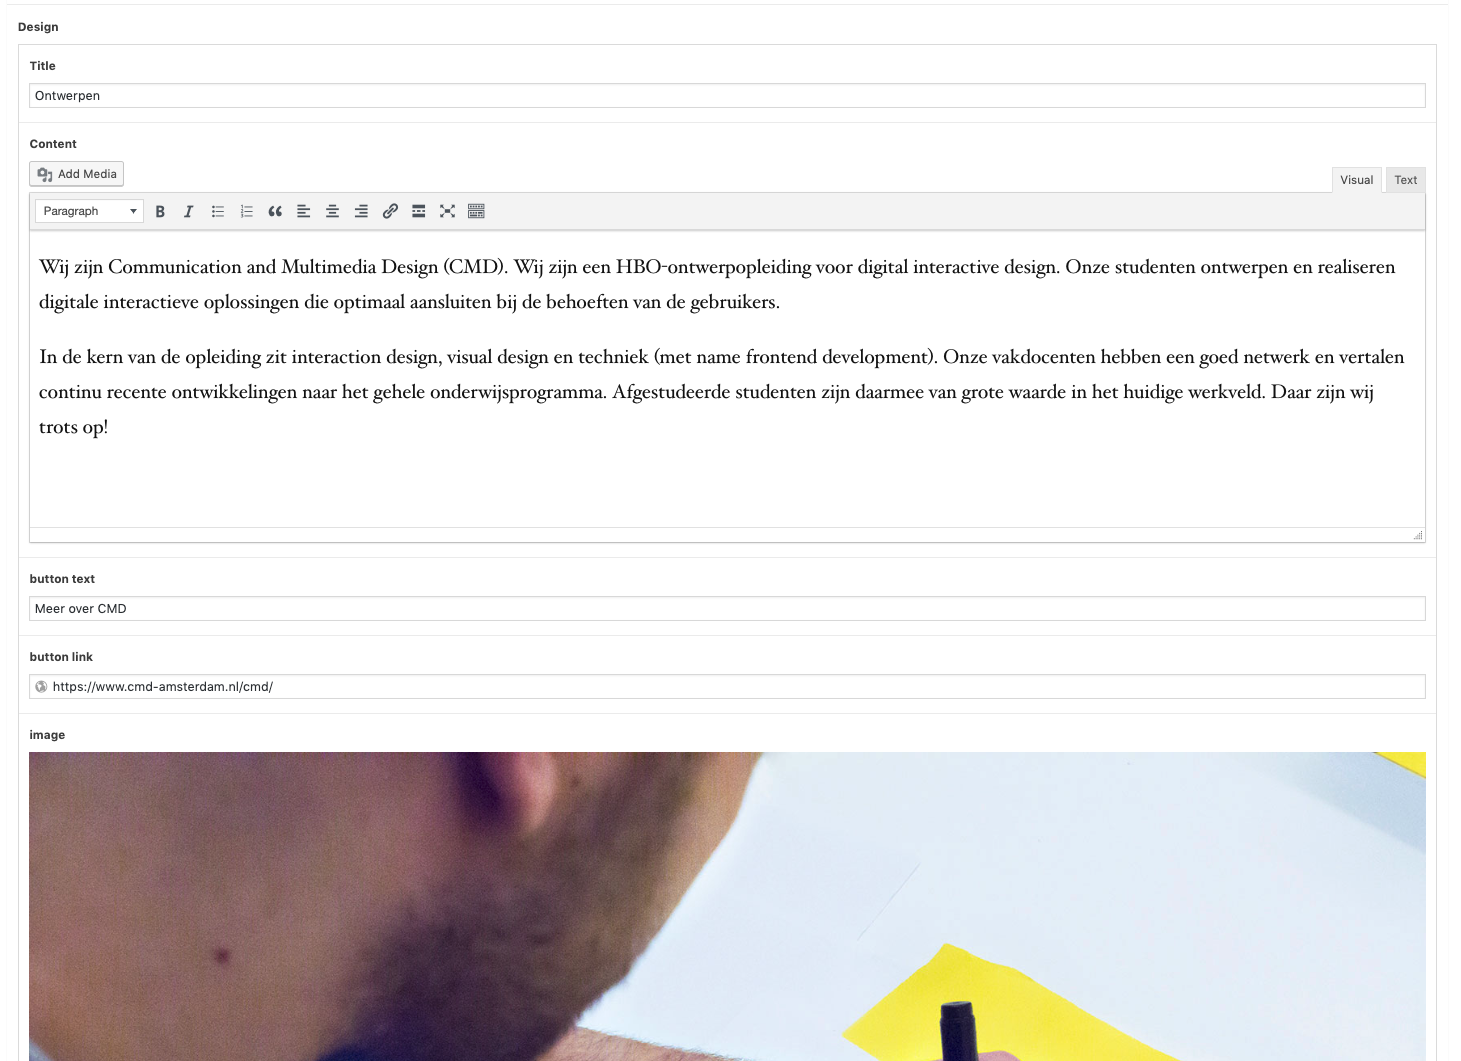 Design
Title
Ontwerpen
Content
Add Media
Visual Text
Paragraph
Wij zijn Communication and Multimedia Design (CMD). Wij zijn een HBO-ontwerpopleiding voor digital interactive design. Onze studenten ontwerpen en realiseren
digitale interactieve oplossingen die optimaal aansluiten bij de behoeften van de gebruikers.
In de kern van de opleiding zit interaction design, visual design en techniek (met name frontend development). Onze vakdocenten hebben een goed netwerk en vertalen
continu recente ontwikkelingen naar het gehele onderwijsprogramma. Afgestudeerde studenten zijn daarmee van grote waarde in het huidige werkveld. Daar zijn wij
trots op!
button text
Meer over CMD
button link
https://www.cmd-amsterdam.nl/cmd/
image